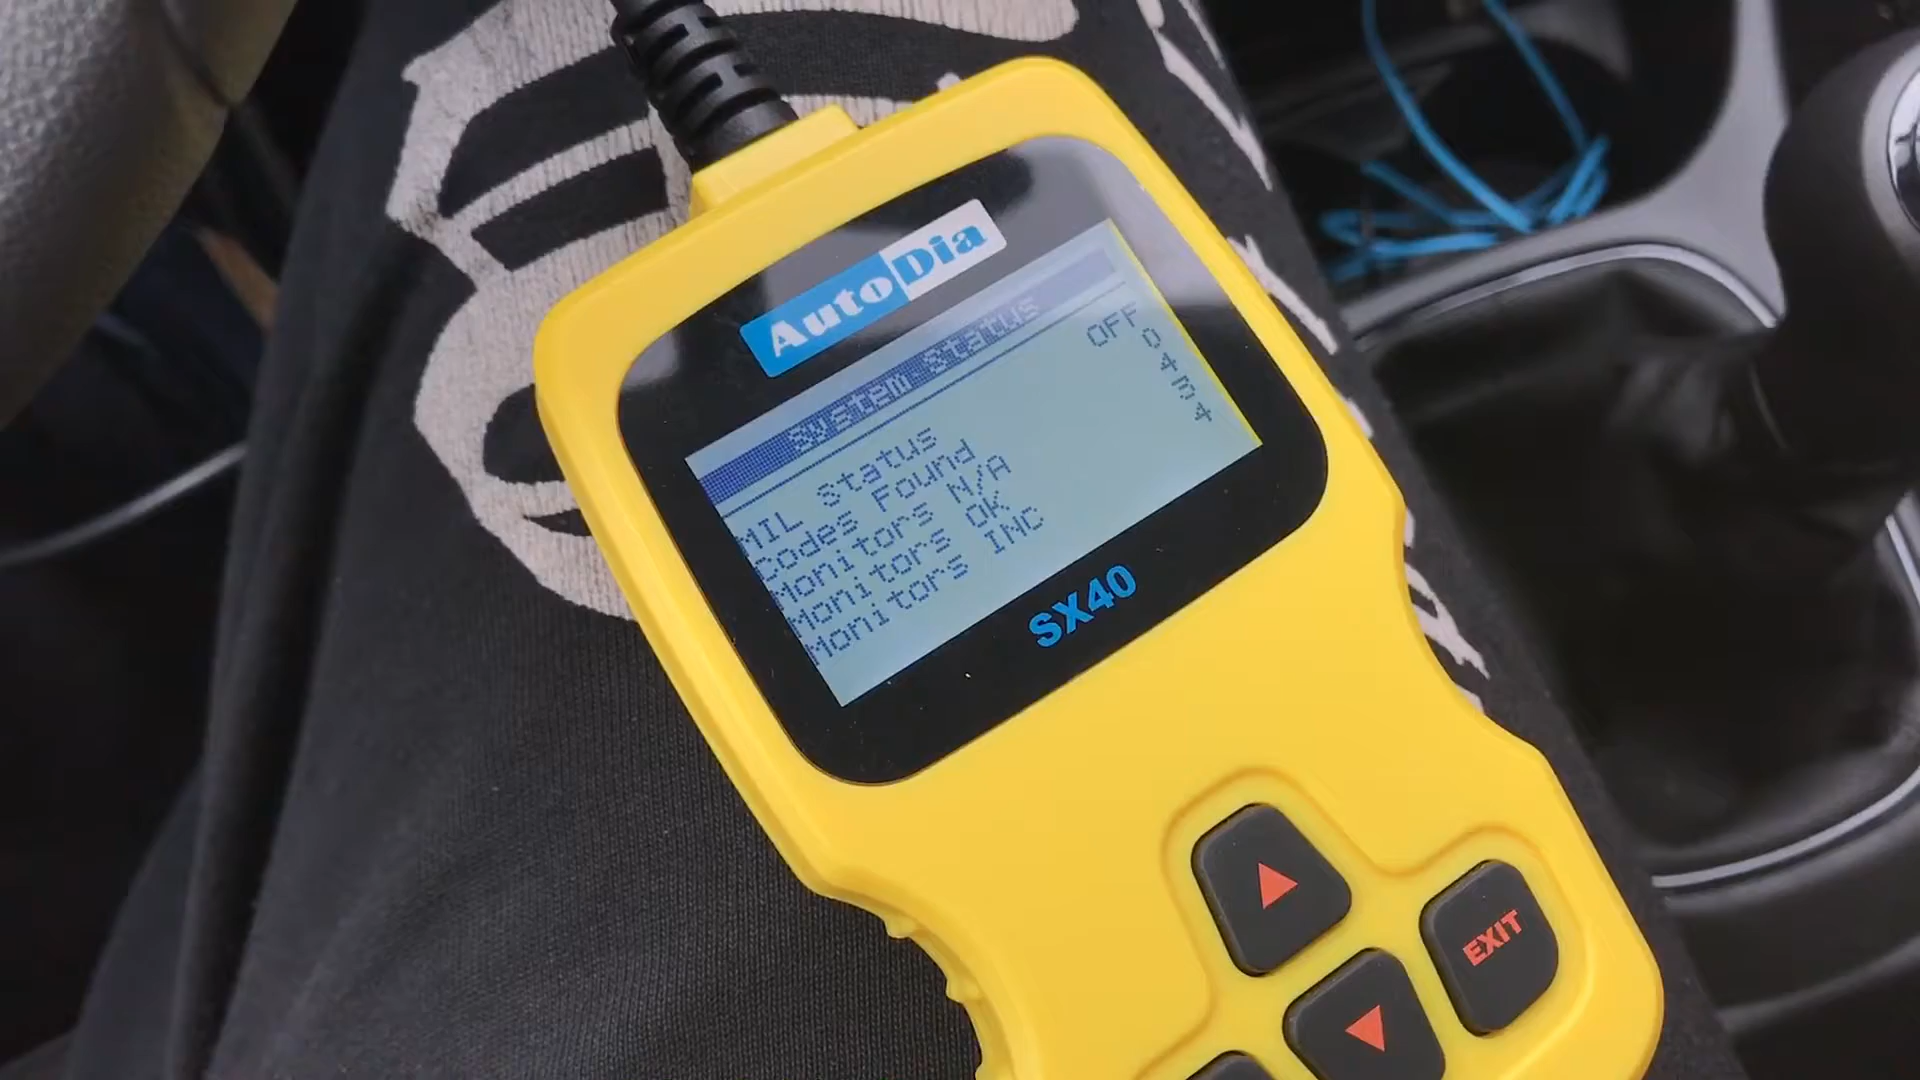 AutoDia
System Status
MIL Status OFF
Codes Found 0
Monitors N/A 4
Monitors OK 3
Monitors INC 4
SX40
EXIT